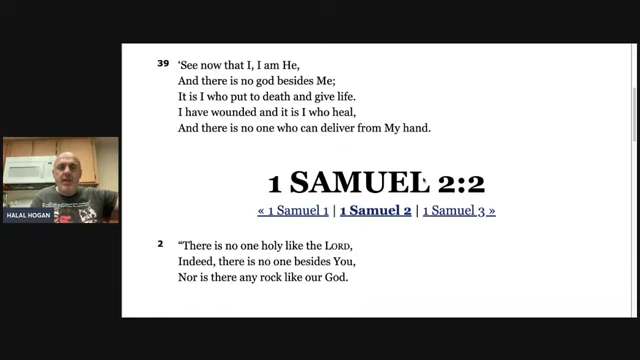 39 ‘See now that I, I am He,
And there is no god besides Me;
It is I who put to death and give life.
I have wounded and it is I who heal,
And there is no one who can deliver from My hand.
1 SAMUEL 2:2
« 1 Samuel 1 | 1 Samuel 2 | 1 Samuel 3 »
2 “There is no one holy like the LORD,
Indeed, there is no one besides You,
Nor is there any rock like our God.
HALAL HOGAN